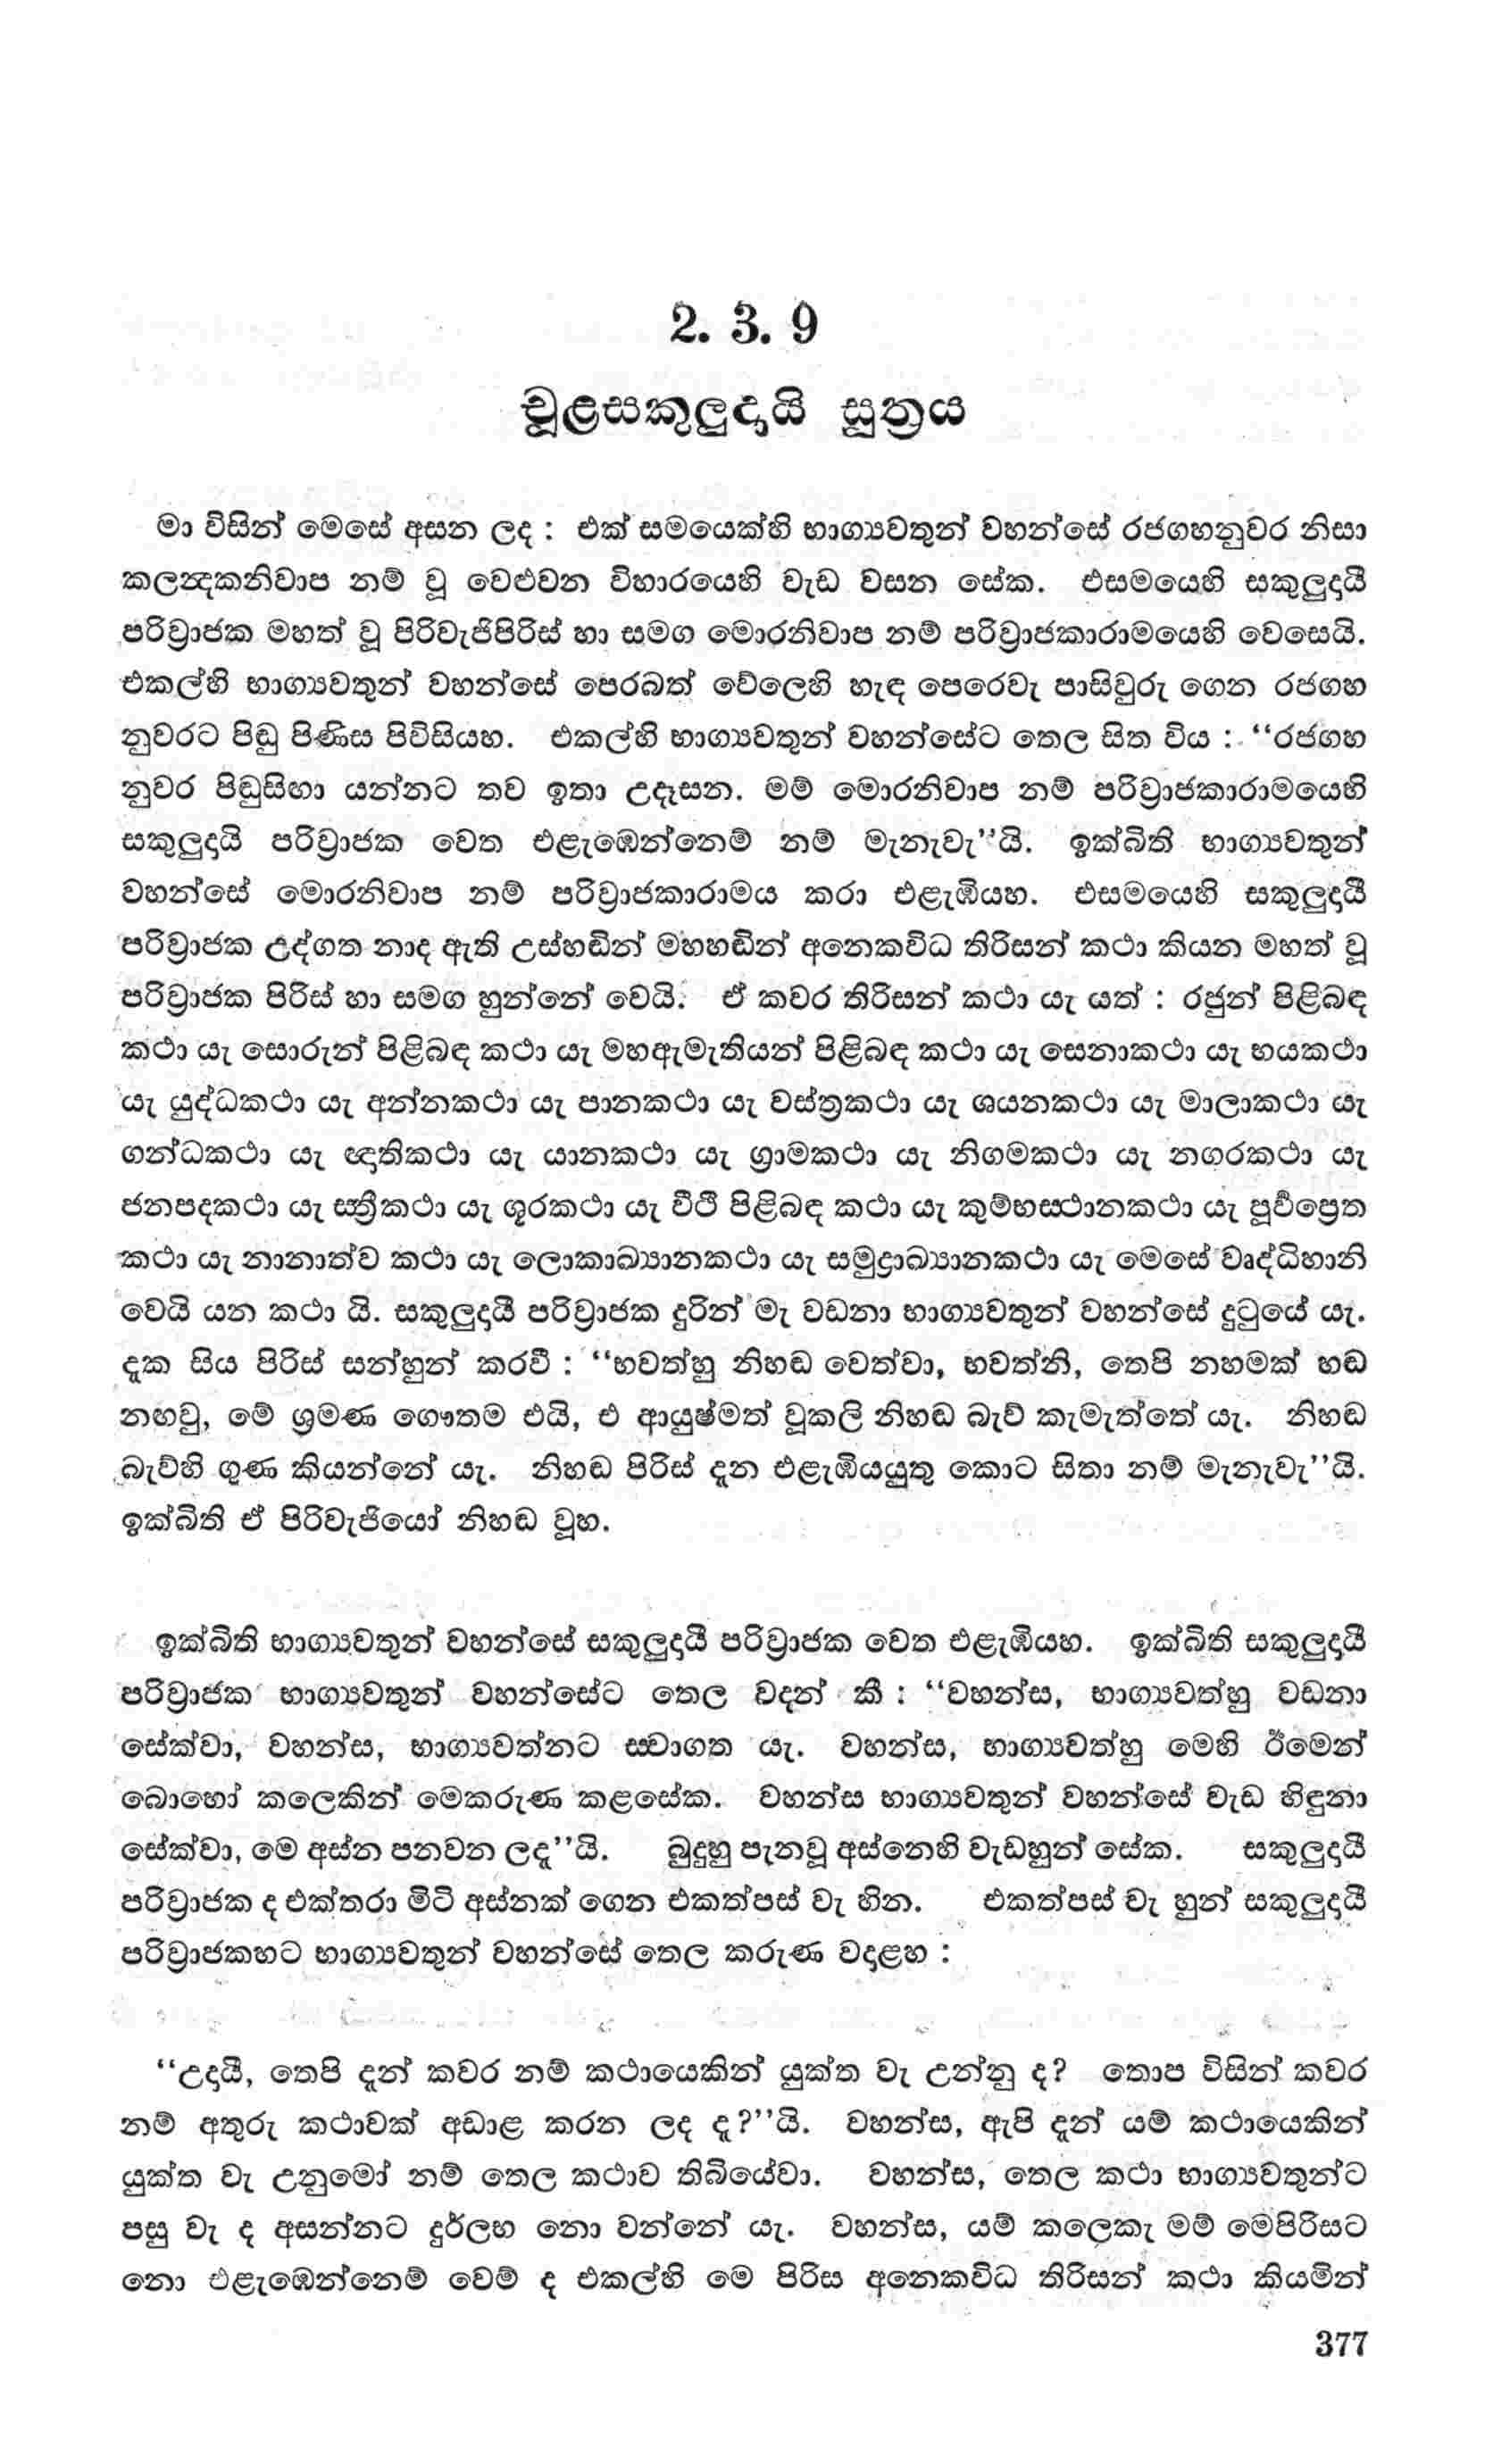 2. 3. 9
චූළසකුලුදායි සූත්‍රය
මා විසින් මෙසේ අසන ලද : එක් සමයෙක්හි භාග්‍යවතුන් වහන්සේ රජගහනුවර නිසා
කලන්‍දකනිවාප නම් වූ වෙළුවන විහාරයෙහි වැඩ වසන සේක. එසමයෙහි සකුලුදායී
පරිව්‍රාජක මහත් වූ පිරිවැජිපිරිස් හා සමග මොරනිවාප නම් පරිව්‍රාජකාරාමයෙහි වෙසෙයි.
එකල්හි භාග්‍යවතුන් වහන්සේ පෙරබත් වේලෙහි හැඳ පෙරෙවැ පාසිවුරු ගෙන රජගහ
නුවරට පිඬු පිණිස පිවිසියහ. එකල්හි භාග්‍යවතුන් වහන්සේට තෙල සිත විය : “රජගහ
නුවර පිඬුසිඟා යන්නට තව ඉතා උදෑසන. මම් මොරනිවාප නම් පරිව්‍රාජකාරාමයෙහි
සකුලුදායි පරිව්‍රාජක වෙත එළැඹෙන්නෙම් නම් මැනැවැ”යි. ඉක්බිති භාග්‍යවතුන්
වහන්සේ මොරනිවාප නම් පරිව්‍රාජකාරාමය කරා එළැඹියහ. එසමයෙහි සකුලුදායී
පරිව්‍රාජක උද්ගත නාද ඇති උස්හඬින් මහහඬින් අනෙකවිධ තිරිසන් කථා කියන මහත් වූ
පරිව්‍රාජක පිරිස් හා සමග හුන්නේ වෙයි. ඒ කවර තිරිසන් කථා යැ යත් : රජුන් පිළිබඳ
කථා යැ සොරුන් පිළිබඳ කථා යැ මහඇමැතියන් පිළිබඳ කථා යැ සෙනාකථා යැ භයකථා
යැ යුද්ධකථා යැ අන්නකථා යැ පානකථා යැ වස්ත්‍රකථා යැ ශයනකථා යැ මාලාකථා යැ
ගන්ධකථා යැ ඥාතිකථා යැ යානකථා යැ ග්‍රාමකථා යැ නිගමකථා යැ නගරකථා යැ
ජනපදකථා යැ ස්ත්‍රීකථා යැ ශූරකථා යැ වීථි පිළිබඳ කථා යැ කුම්භස්ථානකථා යැ පූර්‍වප්‍රෙත
කථා යැ නානාත්ව කථා යැ ලොකාඛ්‍යානකථා යැ සමුද්‍රාඛ්‍යානකථා යැ මෙසේ වෘද්ධිහානි
වෙයි යන කථා යි. සකුලුදායී පරිව්‍රාජක දුරින් මැ වඩනා භාග්‍යවතුන් වහන්සේ දුටුයේ යැ.
දැක සිය පිරිස් සන්හුන් කරවී : “භවත්හු නිහඬ වෙත්වා, භවත්නි, තෙපි නහමක් හඬ
නඟවු, මේ ශ්‍රමණ ගෞතම එයි, එ ආයුෂ්මත් වූකලි නිහඬ බැව් කැමැත්තේ යැ. නිහඬ
බැව්හි ගුණ කියන්නේ යැ. නිහඬ පිරිස් දැන එළැඹියයුතු කොට සිතා නම් මැනැවැ”යි.
ඉක්බිති ඒ පිරිවැජියෝ නිහඬ වූහ.
ඉක්බිති භාග්‍යවතුන් වහන්සේ සකුලුදායී පරිව්‍රාජක වෙත එළැඹියහ. ඉක්බිති සකුලුදායී
පරිව්‍රාජක භාග්‍යවතුන් වහන්සේට තෙල වදන් කී : “වහන්ස, භාග්‍යවත්හු වඩනා
සේක්වා, වහන්ස, භාග්‍යවත්නට ස්වාගත යැ. වහන්ස, භාග්‍යවත්හු මෙහි ඊමෙන්
බොහෝ කලෙකින් මෙකරුණ කළසේක. වහන්ස භාග්‍යවතුන් වහන්සේ වැඩ හිඳුනා
සේක්වා, මෙ අස්න පනවන ලදැ”යි. බුදුහු පැනවූ අස්නෙහි වැඩහුන් සේක. සකුලුදායී
පරිව්‍රාජක ද එක්තරා මිටි අස්නක් ගෙන එකත්පස් වැ හින. එකත්පස් වැ හුන් සකුලුදායී
පරිව්‍රාජකහට භාග්‍යවතුන් වහන්සේ තෙල කරුණ වදාළහ :
“උදායී, තෙපි දැන් කවර නම් කථායෙකින් යුක්ත වැ උන්නු ද? තොප විසින් කවර
නම් අතුරු කථාවක් අඩාළ කරන ලද ද?”යි. වහන්ස, ඇපි දැන් යම් කථායෙකින්
යුක්ත වැ උනුමෝ නම් තෙල කථාව තිබියේවා. වහන්ස, තෙල කථා භාග්‍යවතුන්ට
පසු වැ ද අසන්නට දුර්ලභ නො වන්නේ යැ. වහන්ස, යම් කලෙකැ මම් මෙපිරිසට
නො එළැඹෙන්නෙම් වෙම් ද එකල්හි මෙ පිරිස අනෙකවිධ තිරිසන් කථා කියමින්
377